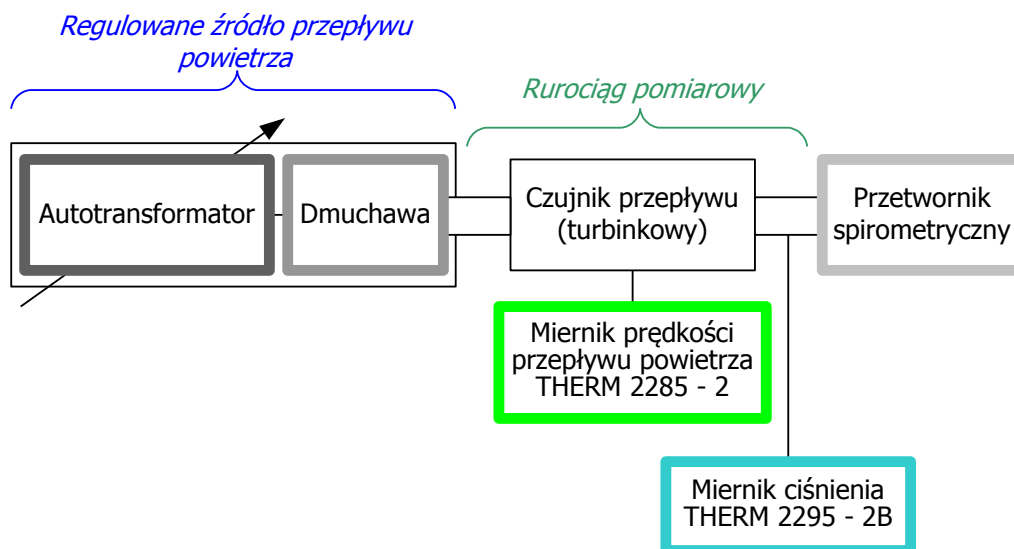 Regulowane źródło przepływu
powietrza
Rurociąg pomiarowy
Autotransformator
Dmuchawa
Czujnik przepływu
(turbinkowy)
Przetwornik
spirometryczny
Miernik prędkości
przepływu powietrza
THERM 2285 - 2
Miernik ciśnienia
THERM 2295 - 2B